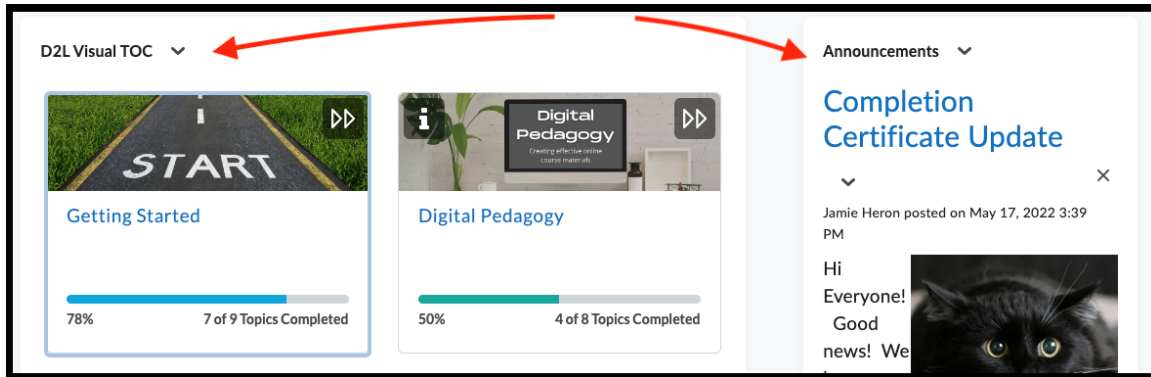 D2L Visual TOC
START
Getting Started
78%
7 of 9 Topics Completed
i
Digital
Pedagogy
Creating effective online
course materials
Digital Pedagogy
50%
4 of 8 Topics Completed
Announcements
Completion
Certificate Update
Jamie Heron posted on May 17, 2022 3:39
PM
Hi
Everyone!
Good
news! We